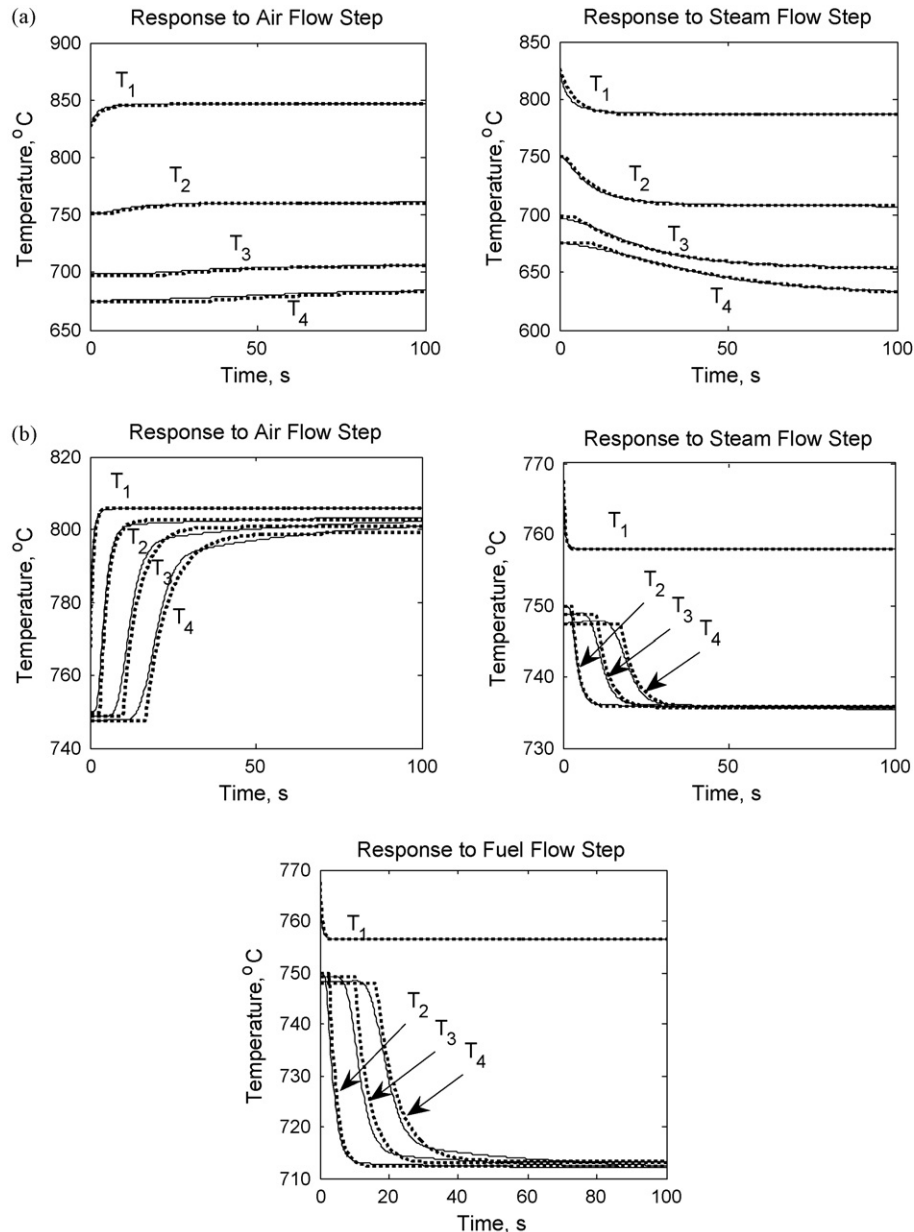 (a)
Response to Air Flow Step
900
850
800
750
700
650
Temperature, °C
T1
T2
T3
T4
0
50
100
Time, s
Response to Steam Flow Step
850
800
750
700
650
600
Temperature, °C
T1
T2
T3
T4
0
50
100
Time, s
(b)
Response to Air Flow Step
820
800
780
760
740
Temperature, °C
T1
T2
T3
T4
0
50
100
Time, s
Response to Steam Flow Step
770
760
750
740
730
Temperature, °C
T1
T2
T3
T4
0
50
100
Time, s
Response to Fuel Flow Step
770
760
750
740
730
720
710
Temperature, °C
T1
T2
T3
T4
0
20
40
60
80
100
Time, s